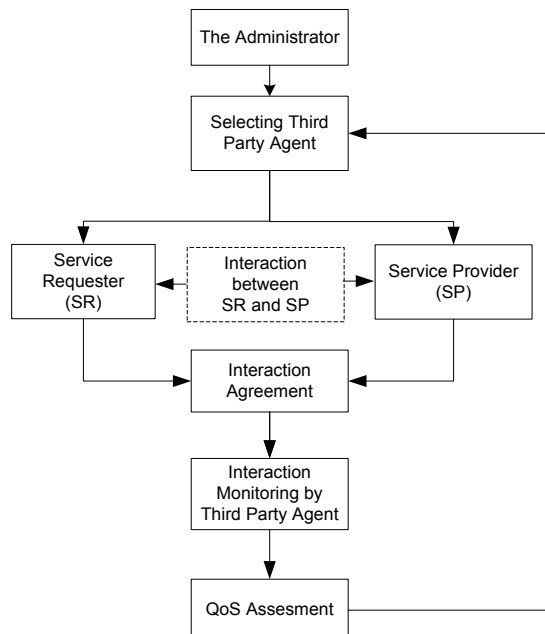 The Administrator
Selecting Third
Party Agent
Service
Requester
(SR)
Interaction
between
SR and SP
Service Provider
(SP)
Interaction
Agreement
Interaction
Monitoring by
Third Party Agent
QoS Assesment